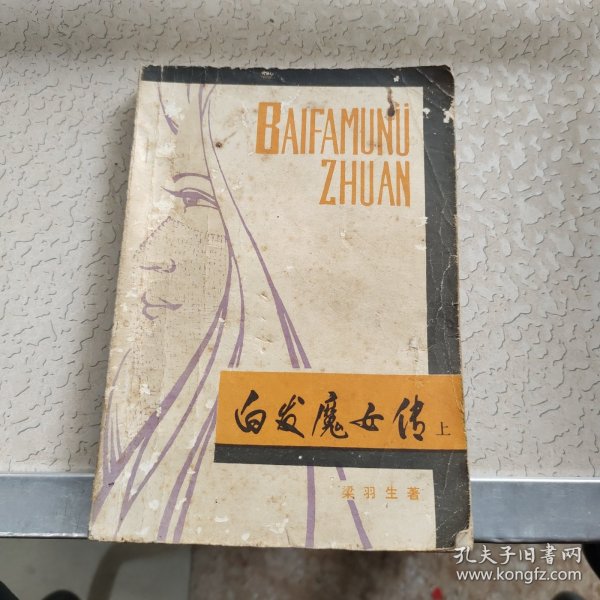 BAIFAMUNÜ
ZHUAN
白发魔女传 上
梁羽生著
孔夫子旧书网
www.kongfz.com